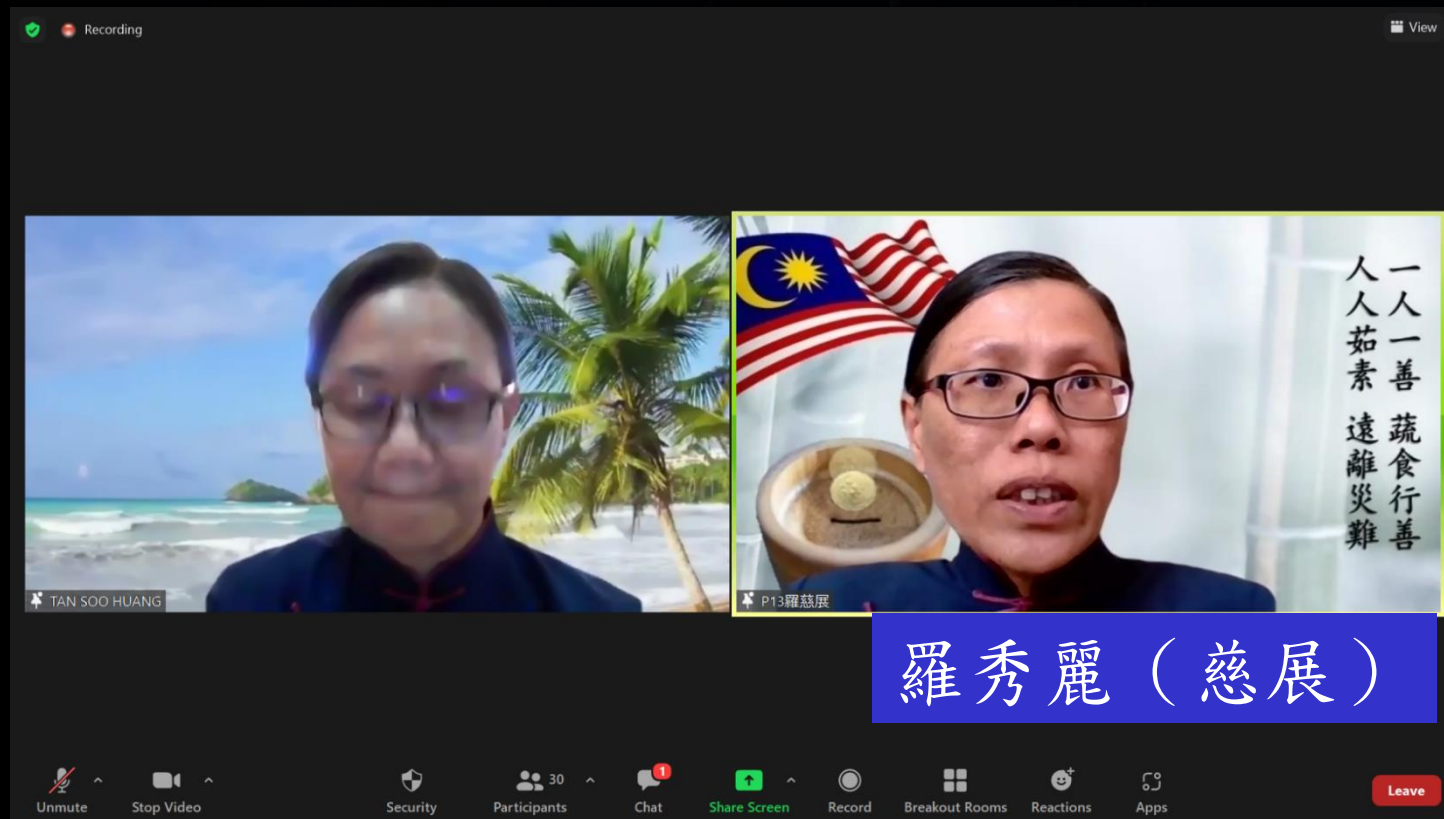 Recording
View
一人一善 蔬食行善
人人茹素 遠離災難
TAN SOO HUANG
P13羅慈展
羅秀麗（慈展）
Unmute
Stop Video
Security
30
Participants
1
Chat
Share Screen
Record
Breakout Rooms
Reactions
Apps
Leave